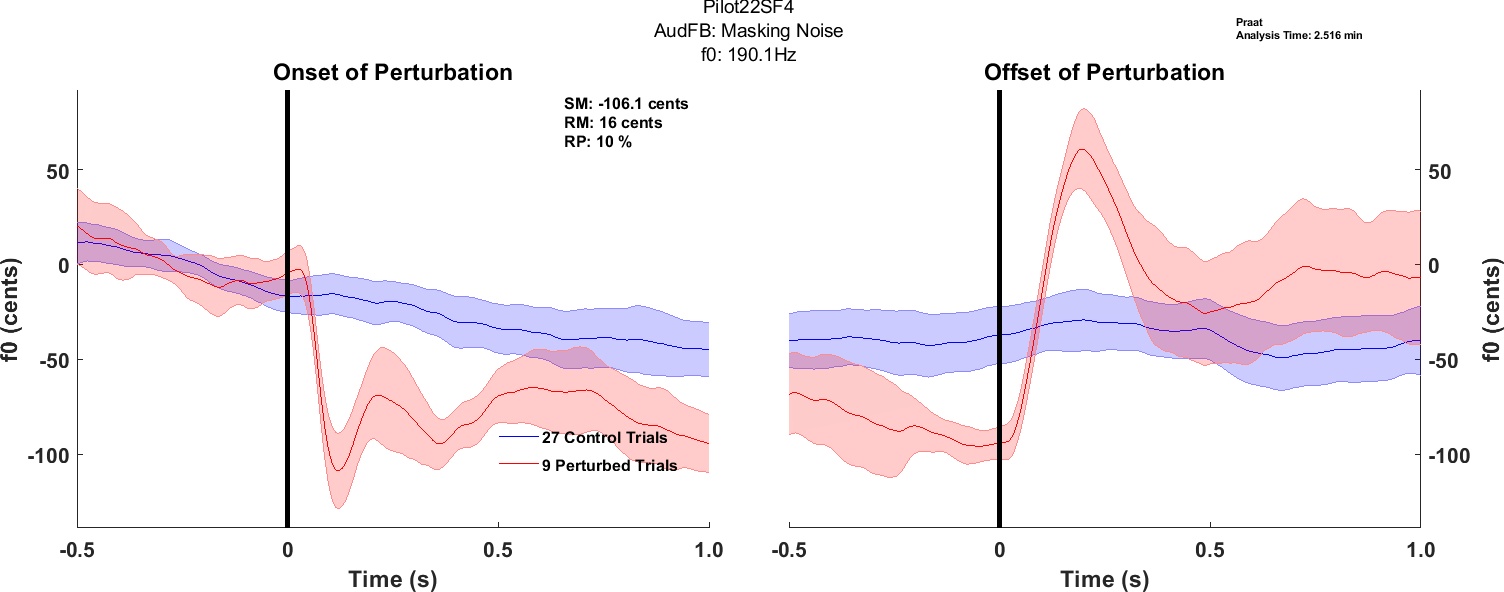 Pilot22SF4
AudFB: Masking Noise
f0: 190.1Hz
Praat
Analysis Time: 2.516 min
Onset of Perturbation
SM: -106.1 cents
RM: 16 cents
RP: 10 %
f0 (cents)
50
0
-50
-100
27 Control Trials
9 Perturbed Trials
-0.5
0
0.5
1.0
Time (s)
Offset of Perturbation
50
0
-50
-100
f0 (cents)
-0.5
0
0.5
1.0
Time (s)